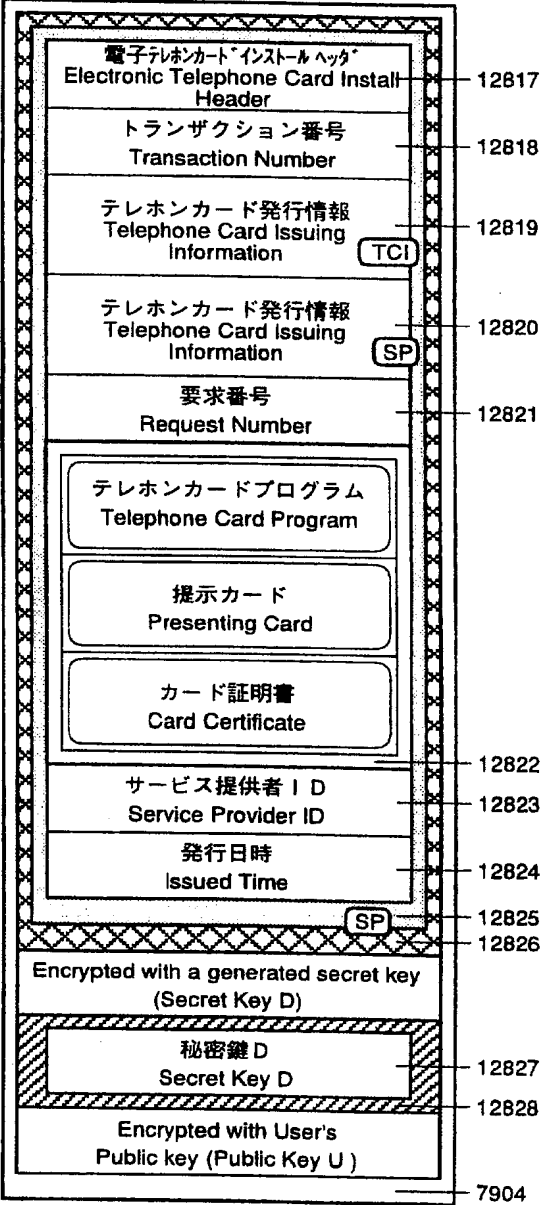 電子テレホンカードインストール ヘッダ
Electronic Telephone Card Install
Header
12817
トランザクション番号
Transaction Number
12818
テレホンカード発行情報
Telephone Card Issuing
Information
TCI
12819
テレホンカード発行情報
Telephone Card Issuing
Information
SP
12820
要求番号
Request Number
12821
テレホンカードプログラム
Telephone Card Program
提示カード
Presenting Card
カード証明書
Card Certificate
12822
サービス提供者ID
Service Provider ID
12823
発行日時
Issued Time
12824
SP
12825
12826
Encrypted with a generated secret key
(Secret Key D)
秘密鍵D
Secret Key D
12827
12828
Encrypted with User's
Public key (Public Key U )
7904